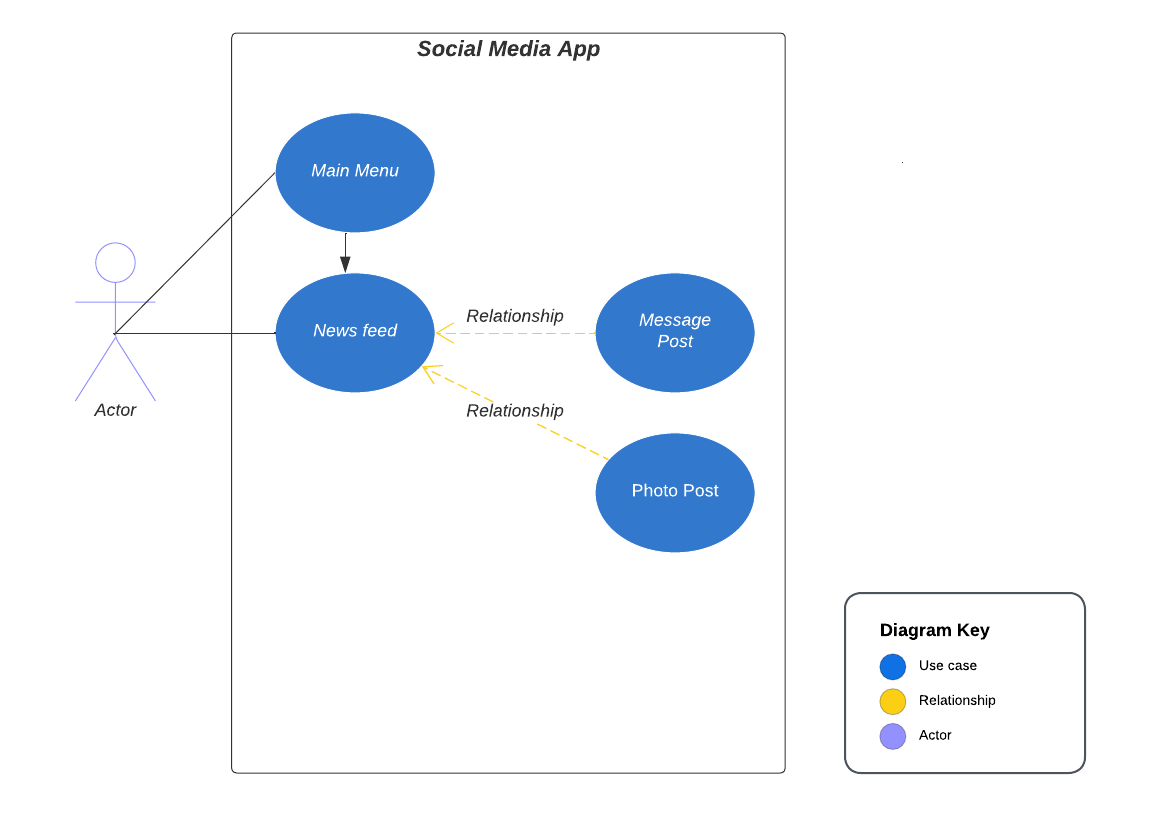 Social Media App
Main Menu
News feed
Relationship
Message
Post
Actor
Relationship
Photo Post
Diagram Key
Use case
Relationship
Actor